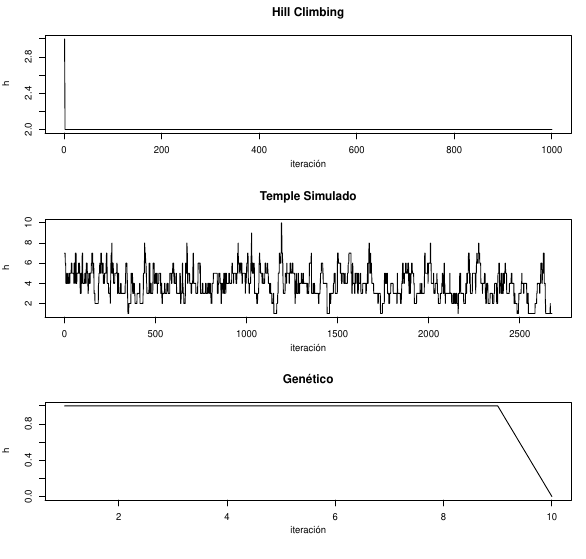 Hill Climbing
h
2.0 2.4 2.8
0 200 400 600 800 1000
iteración
Temple Simulado
h
2 4 6 8 10
0 500 1000 1500 2000 2500
iteración
Genético
h
0.0 0.4 0.8
2 4 6 8 10
iteración